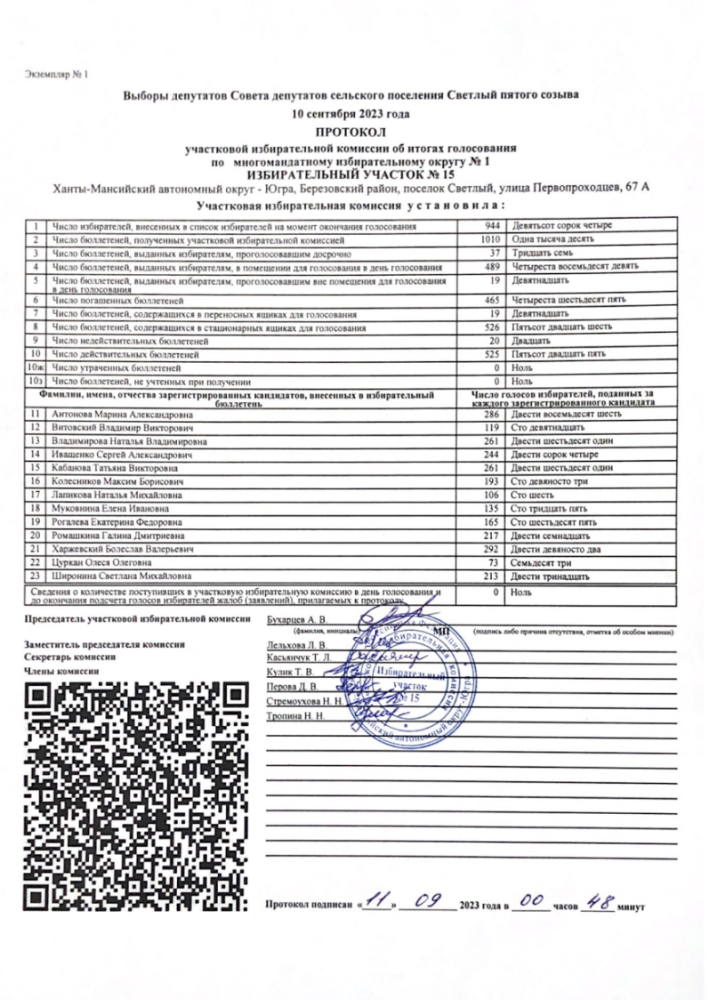 Экземпляр № 1
Выборы депутатов Совета депутатов сельского поселения Светлый пятого созыва
10 сентября 2023 года
ПРОТОКОЛ
участковой избирательной комиссии об итогах голосования
по многомандатному избирательному округу № 1
ИЗБИРАТЕЛЬНЫЙ УЧАСТОК № 15
Ханты-Мансийский автономный округ - Югра, Березовский район, поселок Светлый, улица Первопроходцев, 67 А
Участковая избирательная комиссия у с т а н о в и л а :
1 Число избирателей, внесенных в список избирателей на момент окончания голосования 944 Девятьсот сорок четыре
2 Число бюллетеней, полученных участковой избирательной комиссией 1010 Одна тысяча десять
3 Число бюллетеней, выданных избирателям, проголосовавшим досрочно 37 Тридцать семь
4 Число бюллетеней, выданных избирателям, в помещении для голосования в день голосования 489 Четыреста восемьдесят девять
5 Число бюллетеней, выданных избирателям, проголосовавшим вне помещения для голосования 19 Девятнадцать
в день голосования
6 Число погашенных бюллетеней 465 Четыреста шестьдесят пять
7 Число бюллетеней, содержащихся в переносных ящиках для голосования 19 Девятнадцать
8 Число бюллетеней, содержащихся в стационарных ящиках для голосования 526 Пятьсот двадцать шесть
9 Число недействительных бюллетеней 20 Двадцать
10 Число действительных бюллетеней 525 Пятьсот двадцать пять
10ж Число утраченных бюллетеней 0 Ноль
10з Число бюллетеней, не учтенных при получении 0 Ноль
Фамилии, имена, отчества зарегистрированных кандидатов, внесенных в избирательный Число голосов избирателей, поданных за
бюллетень каждого зарегистрированного кандидата
11 Антонова Марина Александровна 286 Двести восемьдесят шесть
12 Витовский Владимир Викторович 119 Сто девятнадцать
13 Владимирова Наталья Владимировна 261 Двести шестьдесят один
14 Иващенко Сергей Александрович 244 Двести сорок четыре
15 Кабанова Татьяна Викторовна 261 Двести шестьдесят один
16 Колесников Максим Борисович 193 Сто девяносто три
17 Лапикова Наталья Михайловна 106 Сто шесть
18 Муковнина Елена Ивановна 135 Сто тридцать пять
19 Рогалева Екатерина Федоровна 165 Сто шестьдесят пять
20 Ромашкина Галина Дмитриевна 217 Двести семнадцать
21 Харжевский Болеслав Валерьевич 292 Двести девяносто два
22 Цуркан Олеся Олеговна 73 Семьдесят три
23 Широнина Светлана Михайловна 213 Двести тринадцать
Сведения о количестве поступивших в участковую избирательную комиссию в день голосования и 0 Ноль
до окончания подсчета голосов избирателей жалоб (заявлений), прилагаемых к протоколу
Председатель участковой избирательной комиссии Бухарцев А. В.
(фамилия, инициалы) МП (подпись либо причина отсутствия, отметка об особом мнении)
Заместитель председателя комиссии Лельхова Л. В.
Секретарь комиссии Касьянчук Т. Л.
Члены комиссии Кулик Т. В.
Перова Д. В.
Стремоухова Н. Н.
Тропина Н. Н.
Избирательный
участок
№ 15
Протокол подписан «11» 09 2023 года в 00 часов 48 минут